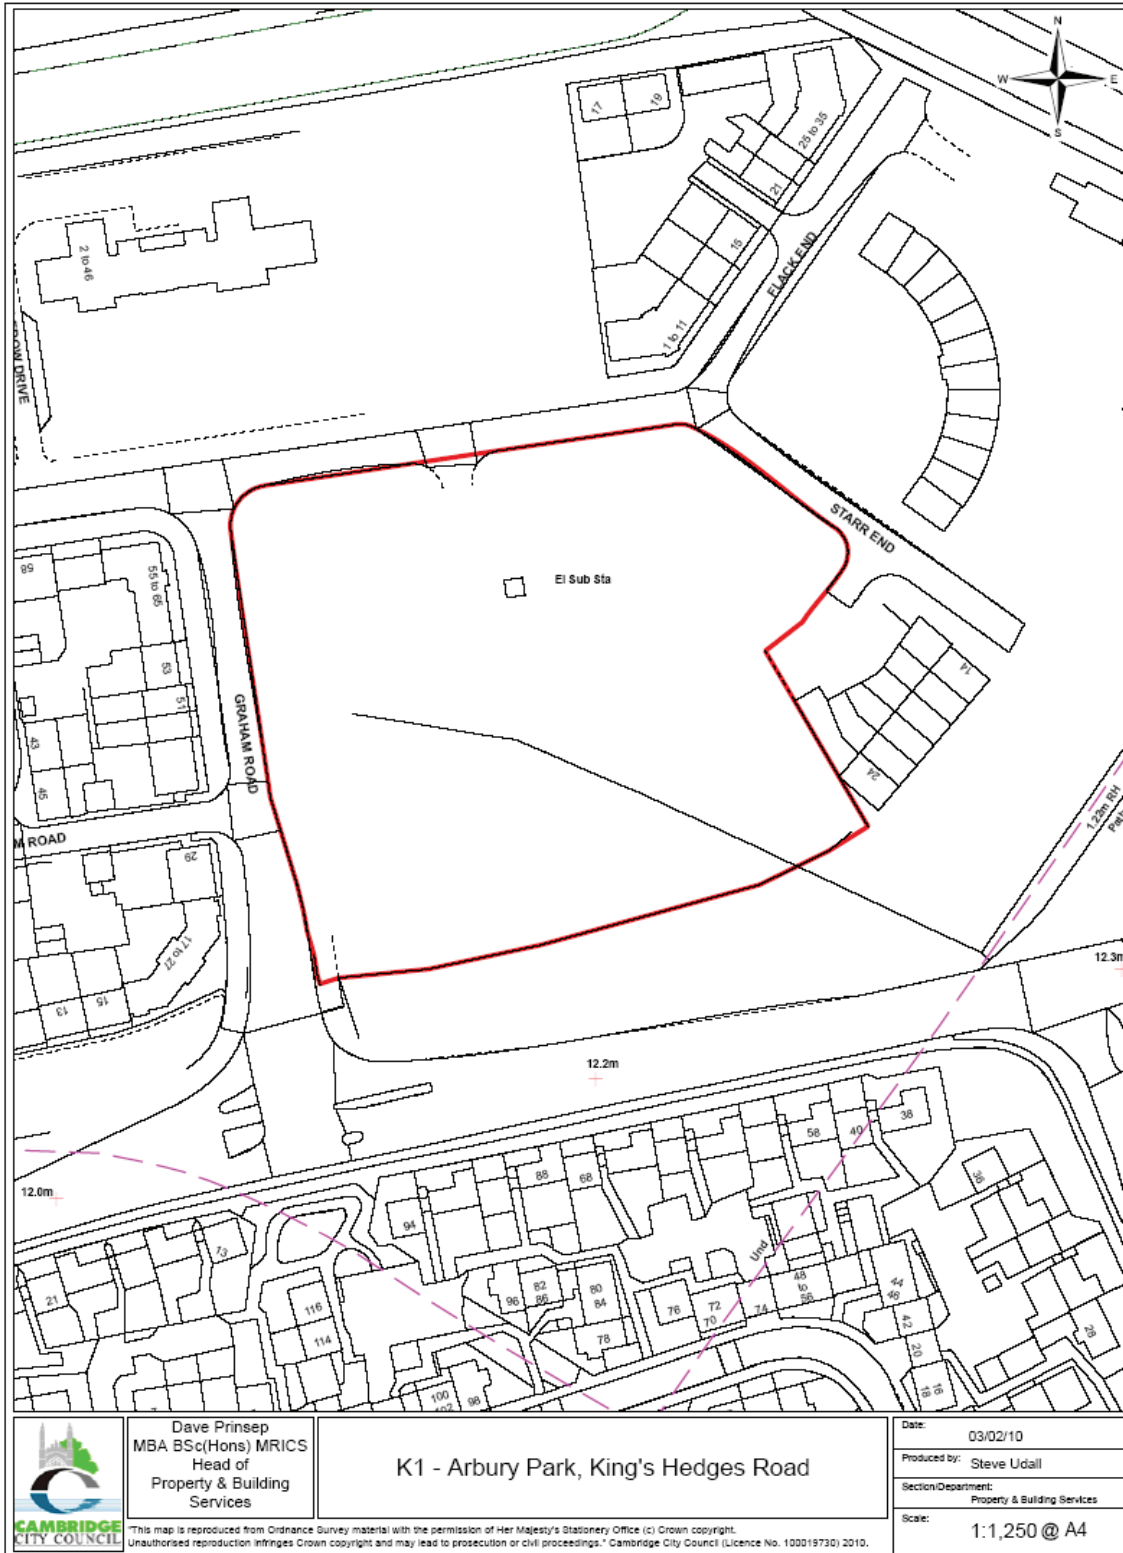 N
W
E
S
17
19
25 to 35
21
15
FLACK END
1 to 11
2 to 46
ROW DRIVE
STARR END
El Sub Sta
58
55 to 65
53
51
43
45
GRAHAM ROAD
14
24
M ROAD
29
17 to 27
15
13
1.22m RH
12.3m
12.2m
12.0m
38
40
58
88
68
94
36
13
21
116
114
96
82
86
80
84
78
76
72
70
74
48
to
56
44
46
42
20
18
16
28
100
102
98
Und
CAMBRIDGE
CITY COUNCIL
Dave Prinsep
MBA BSc(Hons) MRICS
Head of
Property & Building
Services
K1 - Arbury Park, King's Hedges Road
Date:
03/02/10
Produced by: Steve Udall
Section/Department:
Property & Building Services
Scale:
1:1,250 @ A4
"This map is reproduced from Ordnance Survey material with the permission of Her Majesty's Stationery Office (c) Crown copyright.
Unauthorised reproduction infringes Crown copyright and may lead to prosecution or civil proceedings." Cambridge City Council (Licence No. 100019730) 2010.